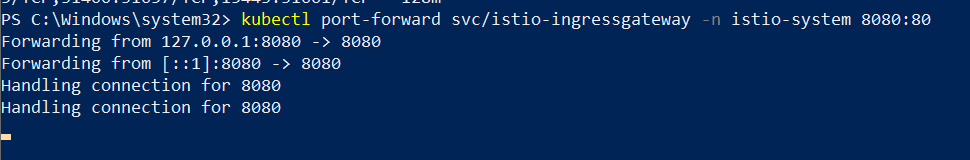 PS C:\Windows\system32> kubectl port-forward svc/istio-ingressgateway -n istio-system 8080:80
Forwarding from 127.0.0.1:8080 -> 8080
Forwarding from [::1]:8080 -> 8080
Handling connection for 8080
Handling connection for 8080